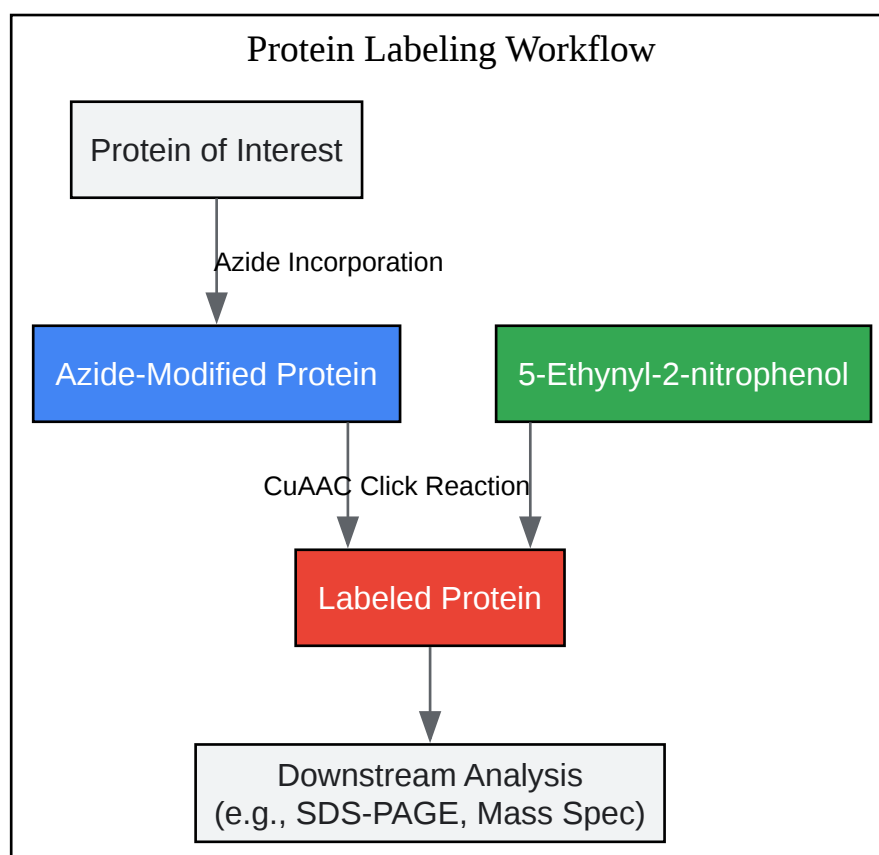 Protein Labeling Workflow
Protein of Interest
Azide Incorporation
Azide-Modified Protein
5-Ethynyl-2-nitrophenol
CuAAC Click Reaction
Labeled Protein
Downstream Analysis
(e.g., SDS-PAGE, Mass Spec)